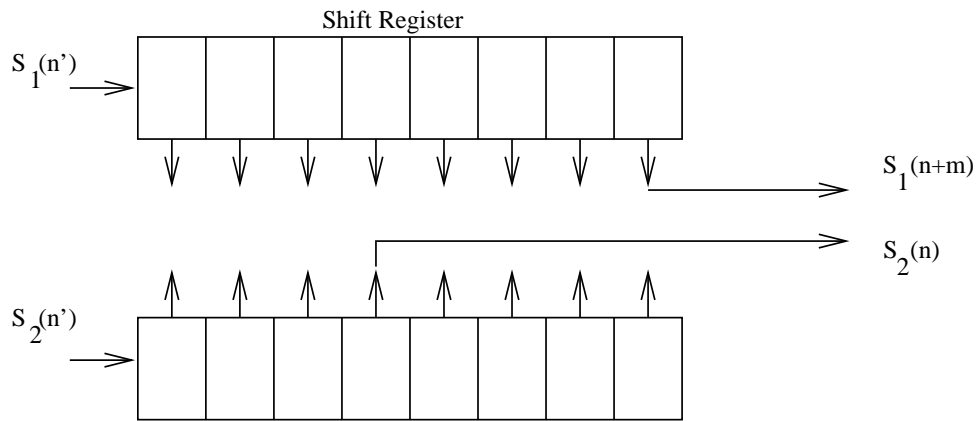 Shift Register
S1(n’)
S1(n+m)
S2(n)
S2(n’)